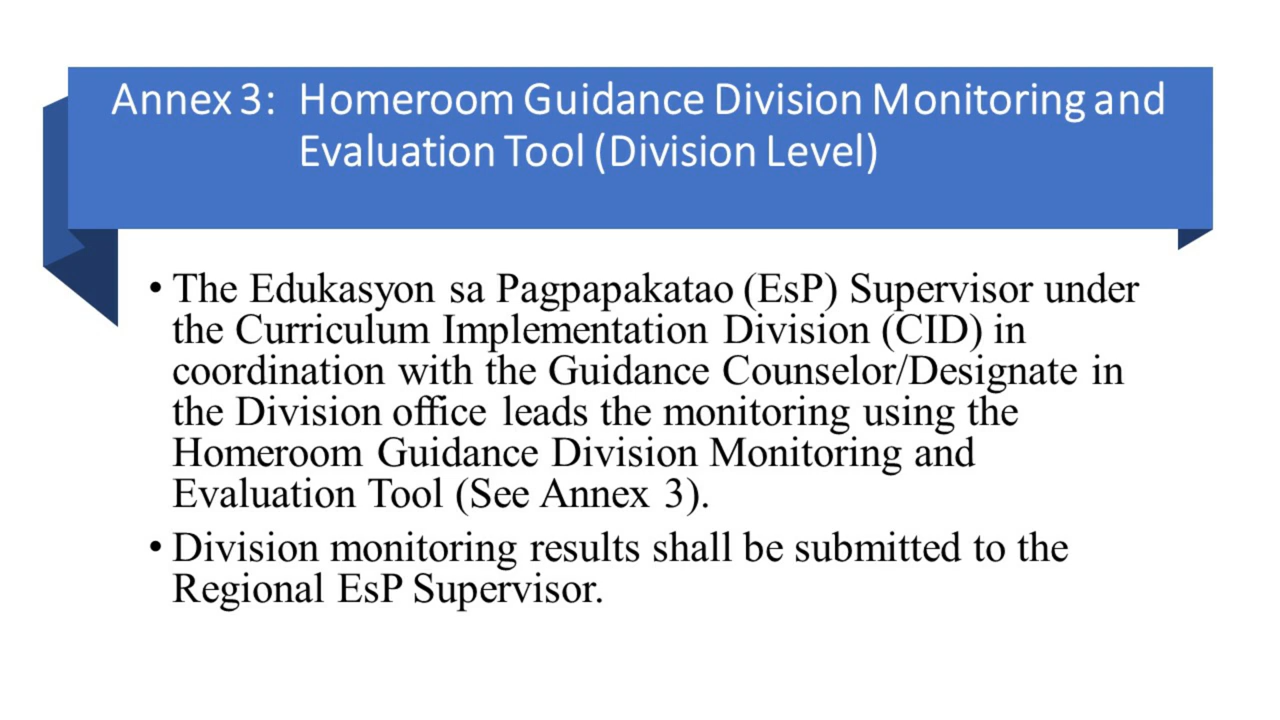 Annex 3: Homeroom Guidance Division Monitoring and
Evaluation Tool (Division Level)
• The Edukasyon sa Pagpapakatao (EsP) Supervisor under
the Curriculum Implementation Division (CID) in
coordination with the Guidance Counselor/Designate in
the Division office leads the monitoring using the
Homeroom Guidance Division Monitoring and
Evaluation Tool (See Annex 3).
• Division monitoring results shall be submitted to the
Regional EsP Supervisor.